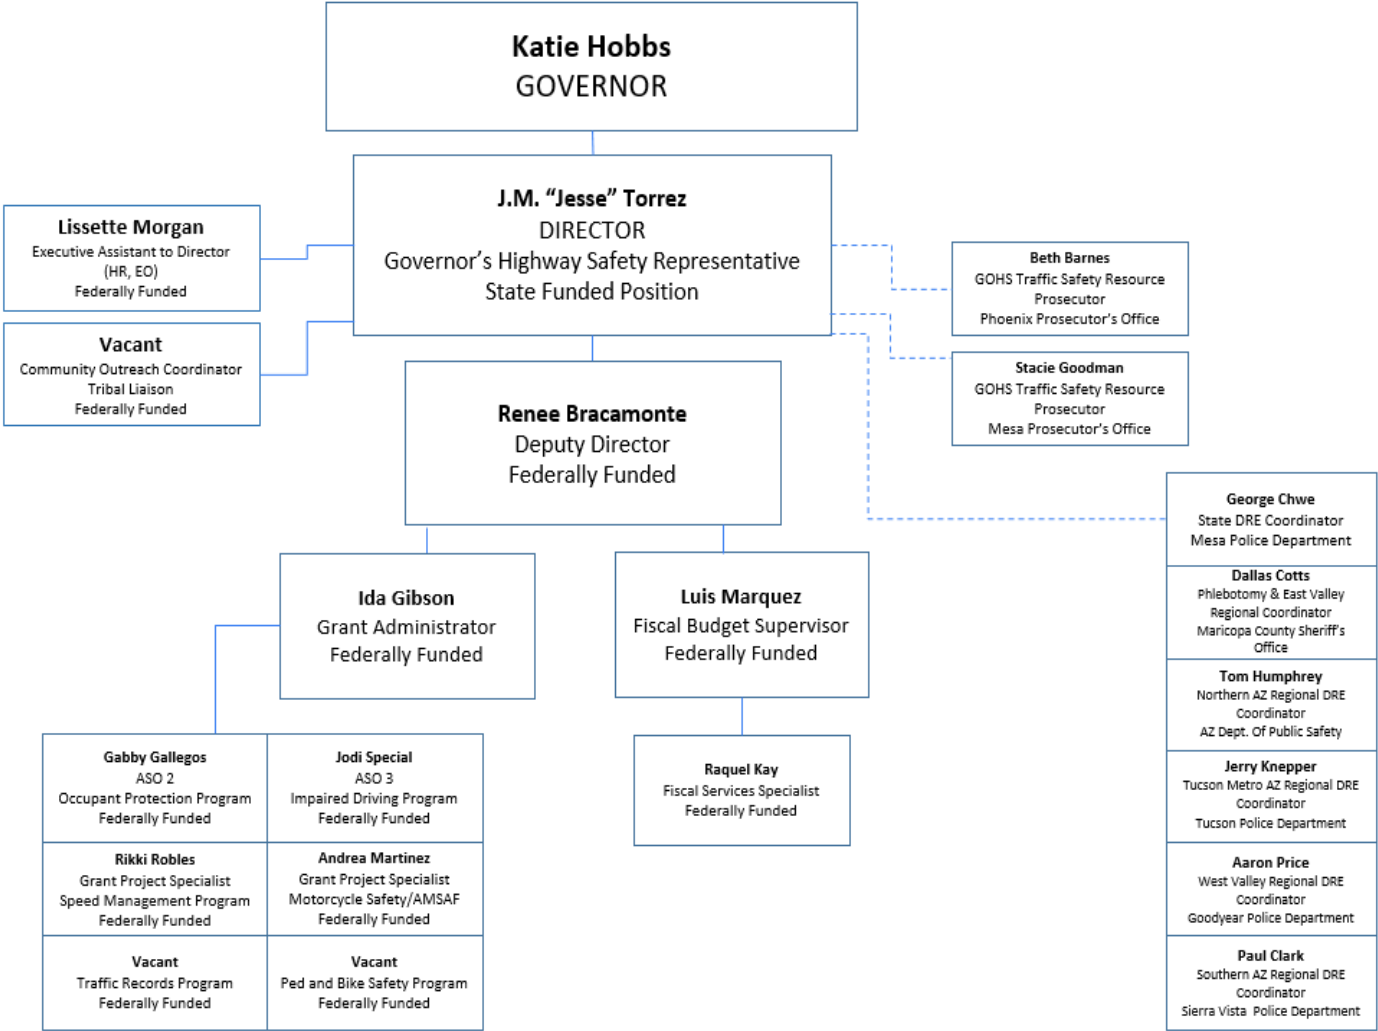 Katie Hobbs
GOVERNOR
J.M. “Jesse” Torrez
DIRECTOR
Governor’s Highway Safety Representative
State Funded Position
Lissette Morgan
Executive Assistant to Director
(HR, EO)
Federally Funded
Vacant
Community Outreach Coordinator
Tribal Liaison
Federally Funded
Beth Barnes
GOHS Traffic Safety Resource
Prosecutor
Phoenix Prosecutor’s Office
Stacie Goodman
GOHS Traffic Safety Resource
Prosecutor
Mesa Prosecutor’s Office
Renee Bracamonte
Deputy Director
Federally Funded
Ida Gibson
Grant Administrator
Federally Funded
Luis Marquez
Fiscal Budget Supervisor
Federally Funded
Gabby Gallegos
ASO 2
Occupant Protection Program
Federally Funded
Jodi Special
ASO 3
Impaired Driving Program
Federally Funded
Rikki Robles
Grant Project Specialist
Speed Management Program
Federally Funded
Andrea Martinez
Grant Project Specialist
Motorcycle Safety/AMSAF
Federally Funded
Vacant
Traffic Records Program
Federally Funded
Vacant
Ped and Bike Safety Program
Federally Funded
Raquel Kay
Fiscal Services Specialist
Federally Funded
George Chwe
State DRE Coordinator
Mesa Police Department
Dallas Cotts
Phlebotomy & East Valley
Regional Coordinator
Maricopa County Sheriff’s
Office
Tom Humphrey
Northern AZ Regional DRE
Coordinator
AZ Dept. Of Public Safety
Jerry Knepper
Tucson Metro AZ Regional DRE
Coordinator
Tucson Police Department
Aaron Price
West Valley Regional DRE
Coordinator
Goodyear Police Department
Paul Clark
Southern AZ Regional DRE
Coordinator
Sierra Vista  Police Department